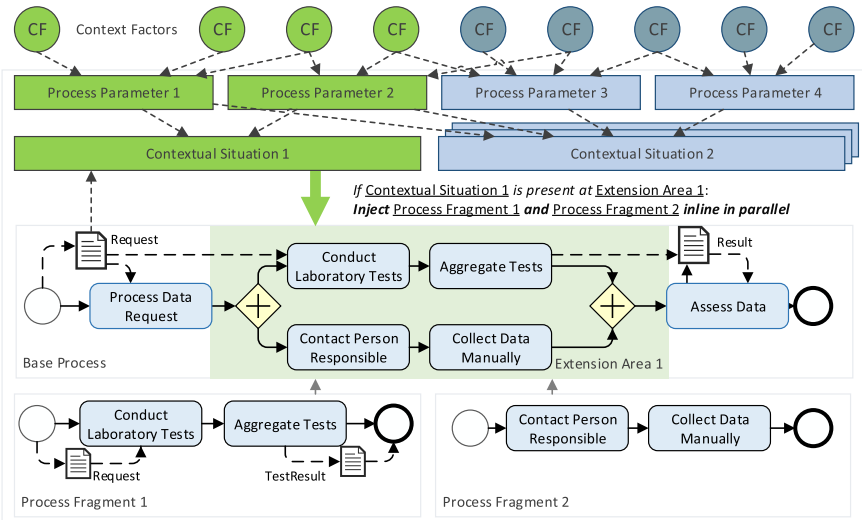 CF
Context Factors
CF
CF
CF
CF
CF
CF
CF
CF
Process Parameter 1
Process Parameter 2
Process Parameter 3
Process Parameter 4
Contextual Situation 1
Contextual Situation 2
If Contextual Situation 1 is present at Extension Area 1:
Inject Process Fragment 1 and Process Fragment 2 inline in parallel
Request
Result
Conduct
Laboratory Tests
Aggregate Tests
Process Data
Request
Assess Data
Contact Person
Responsible
Collect Data
Manually
Base Process
Extension Area 1
Conduct
Laboratory Tests
Aggregate Tests
Request
TestResult
Process Fragment 1
Contact Person
Responsible
Collect Data
Manually
Process Fragment 2